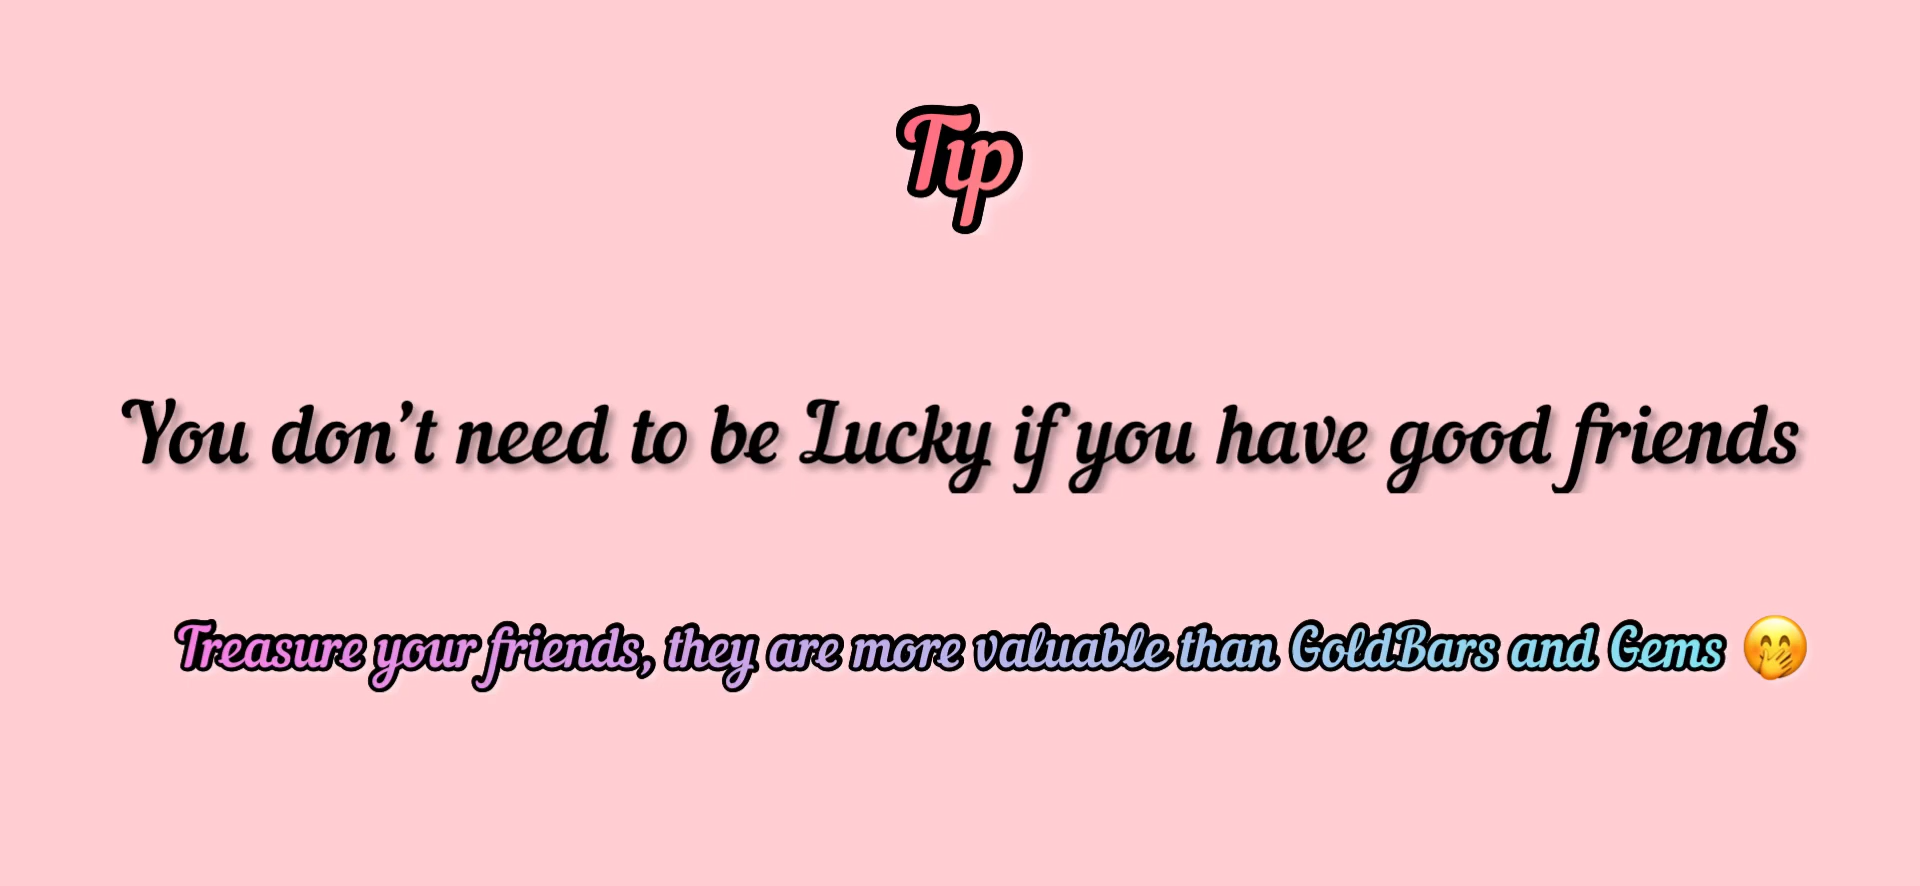 Tip
You don’t need to be Lucky if you have good friends
Treasure your friends, they are more valuable than GoldBars and Gems 🤭